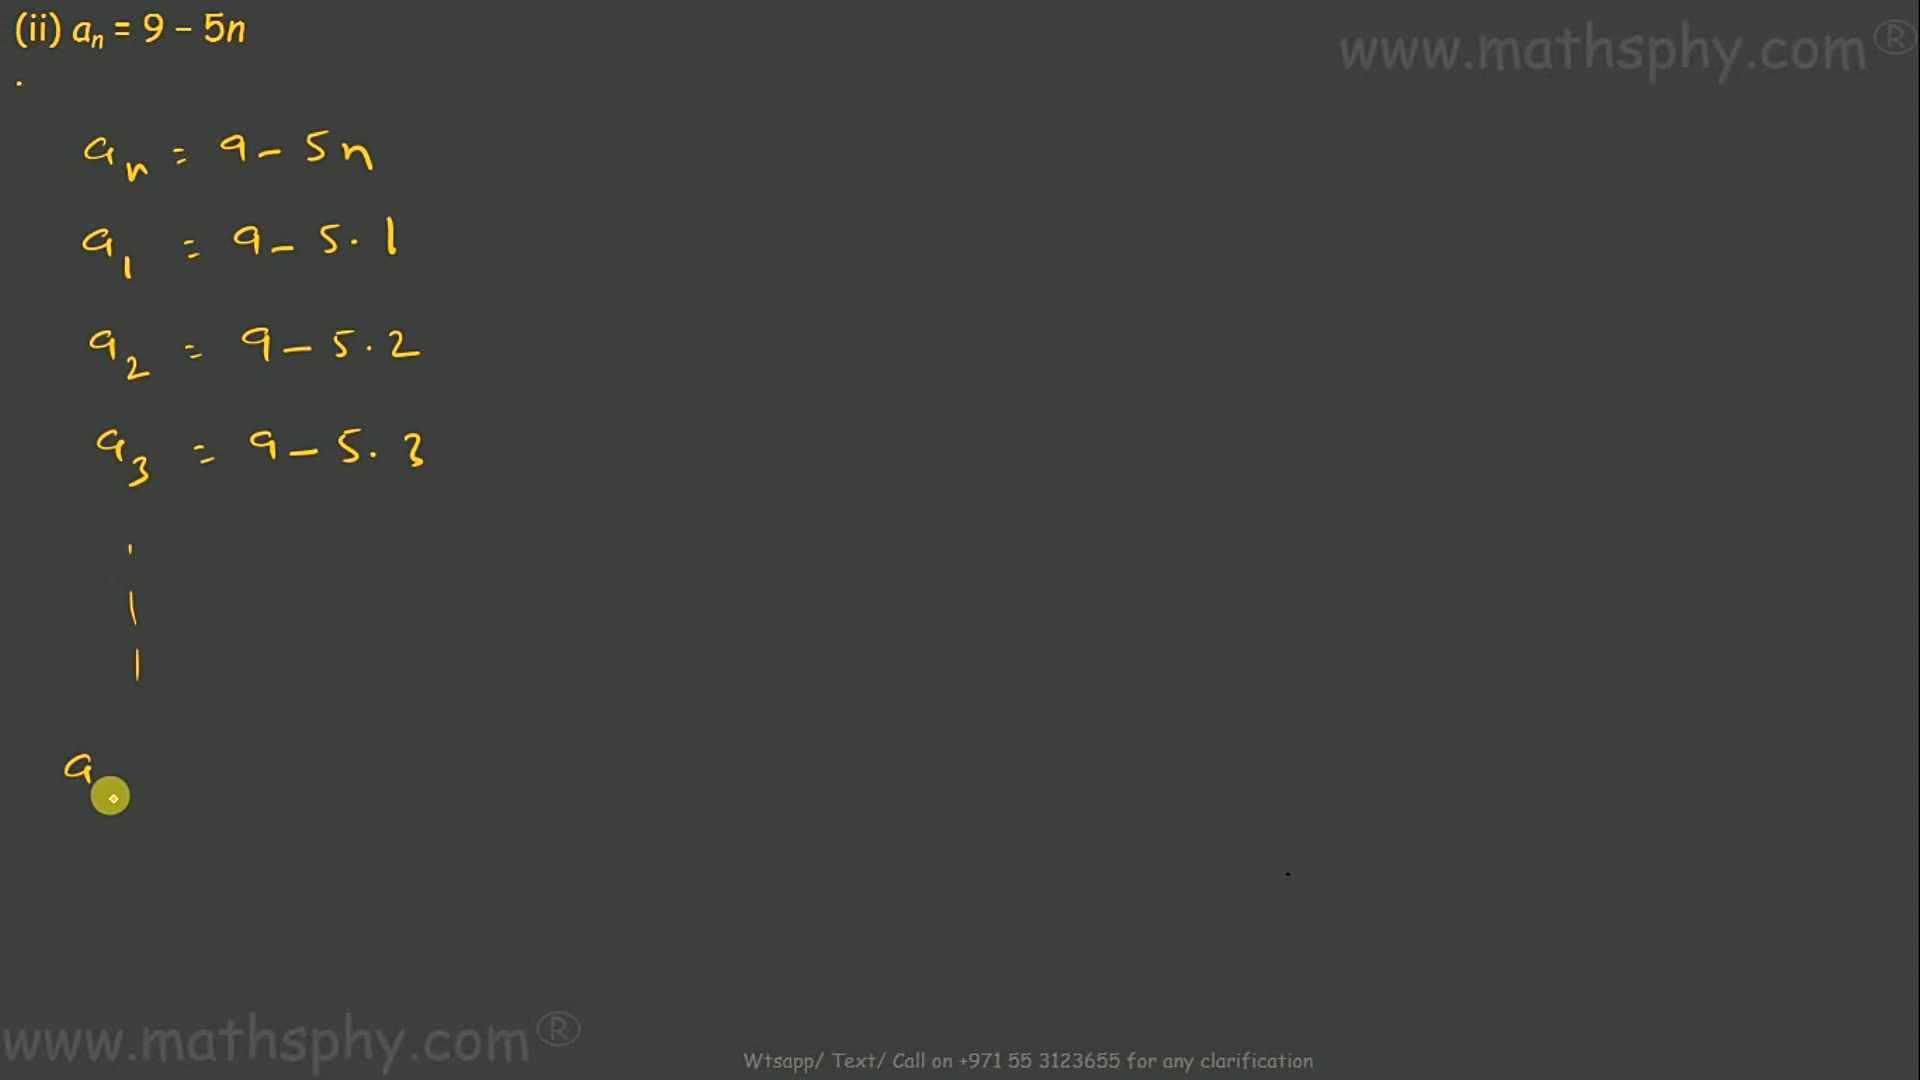 (ii) aₙ = 9 – 5n
www.mathsphy.com®
aₙ = 9 – 5n
a₁ = 9 – 5. 1
a₂ = 9 – 5. 2
a₃ = 9 – 5. 3
a
www.mathsphy.com®
Wtsapp/ Text/ Call on +971 55 3123655 for any clarification